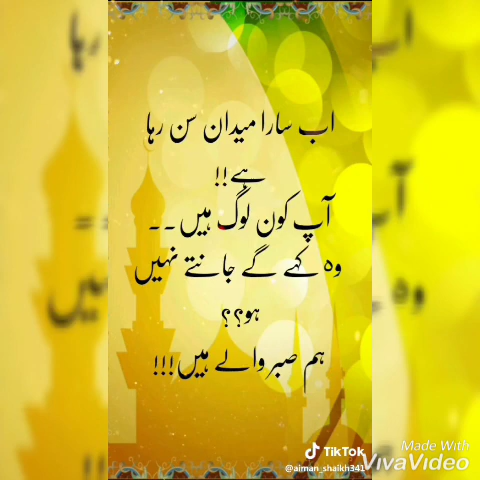 اب سارا میدان سن رہا
ہے!!
آپ کون لوگ ہیں۔۔
وہ کہے گے جانتے نہیں
ہو؟؟
ہم صبر والے ہیں!!!
TikTok
@aiman_shaikh341
Made With
VivaVideo